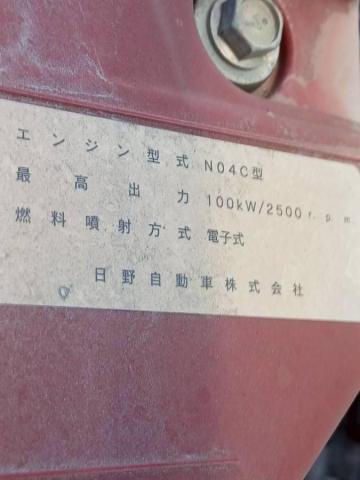 エンジン型式 N04C型
最高出力 100kW/2500r.p.m
燃料噴射方式 電子式
日野自動車株式会社